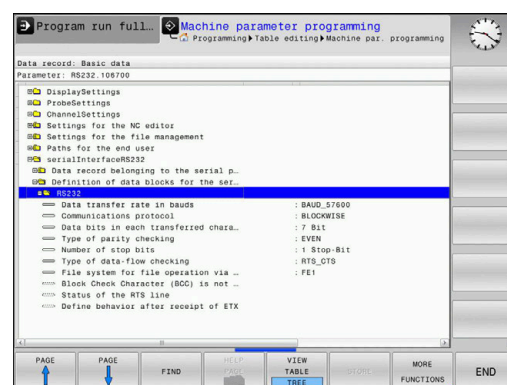 Program run full…
Machine parameter programming
Programming▶Table editing▶Machine par. programming
Data record: Basic data
Parameter: RS232.106700
DisplaySettings
ProbeSettings
ChannelSettings
Settings for the NC editor
Settings for the file management
Paths for the end user
serialInterfaceRS232
Data record belonging to the serial p…
Definition of data blocks for the ser…
RS232
Data transfer rate in bauds : BAUD_57600
Communications protocol : BLOCKWISE
Data bits in each transferred chara… : 7 Bit
Type of parity checking : EVEN
Number of stop bits : 1 Stop-Bit
Type of data-flow checking : RTS_CTS
File system for file operation via … : FE1
Block Check Character (BCC) is not …
Status of the RTS line
Define behavior after receipt of ETX
PAGE
PAGE
FIND
HELP
PAGE
VIEW
TABLE
TREE
STORE
MORE
FUNCTIONS
END